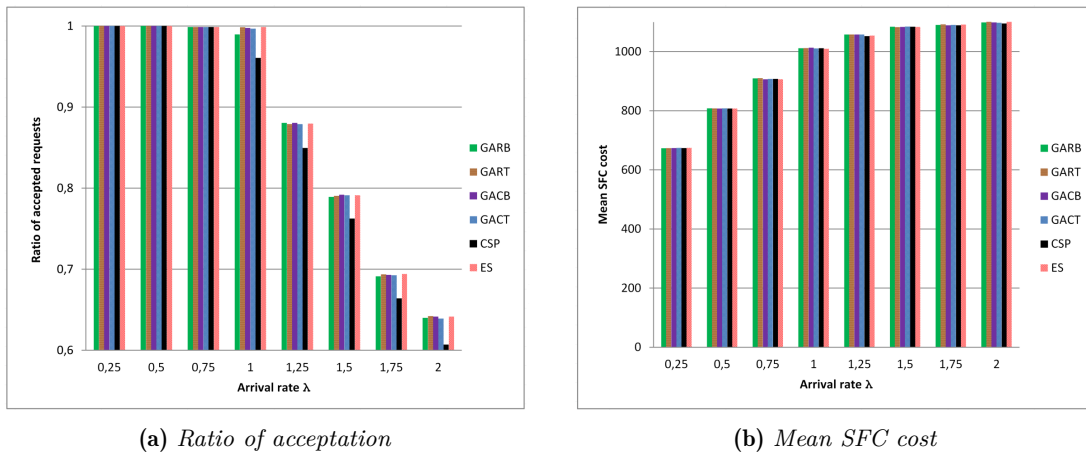 1
0,9
0,8
0,7
0,6
Ratio of accepted requests
0,25 0,5 0,75 1 1,25 1,5 1,75 2
Arrival rate λ
GARB
GART
GACB
GACT
CSP
ES
(a) Ratio of acceptation
1000
800
600
400
200
0
Mean SFC cost
0,25 0,5 0,75 1 1,25 1,5 1,75 2
Arrival rate λ
GARB
GART
GACB
GACT
CSP
ES
(b) Mean SFC cost